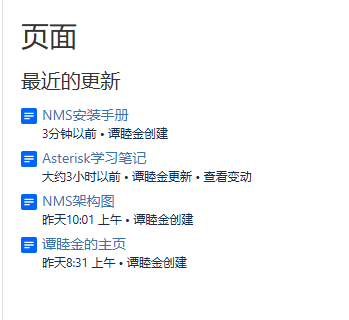 页面
最近的更新
NMS安装手册
3分钟以前 • 谭睦金创建
Asterisk学习笔记
大约3小时以前 • 谭睦金更新 • 查看变动
NMS架构图
昨天10:01 上午 • 谭睦金创建
谭睦金的主页
昨天8:31 上午 • 谭睦金创建